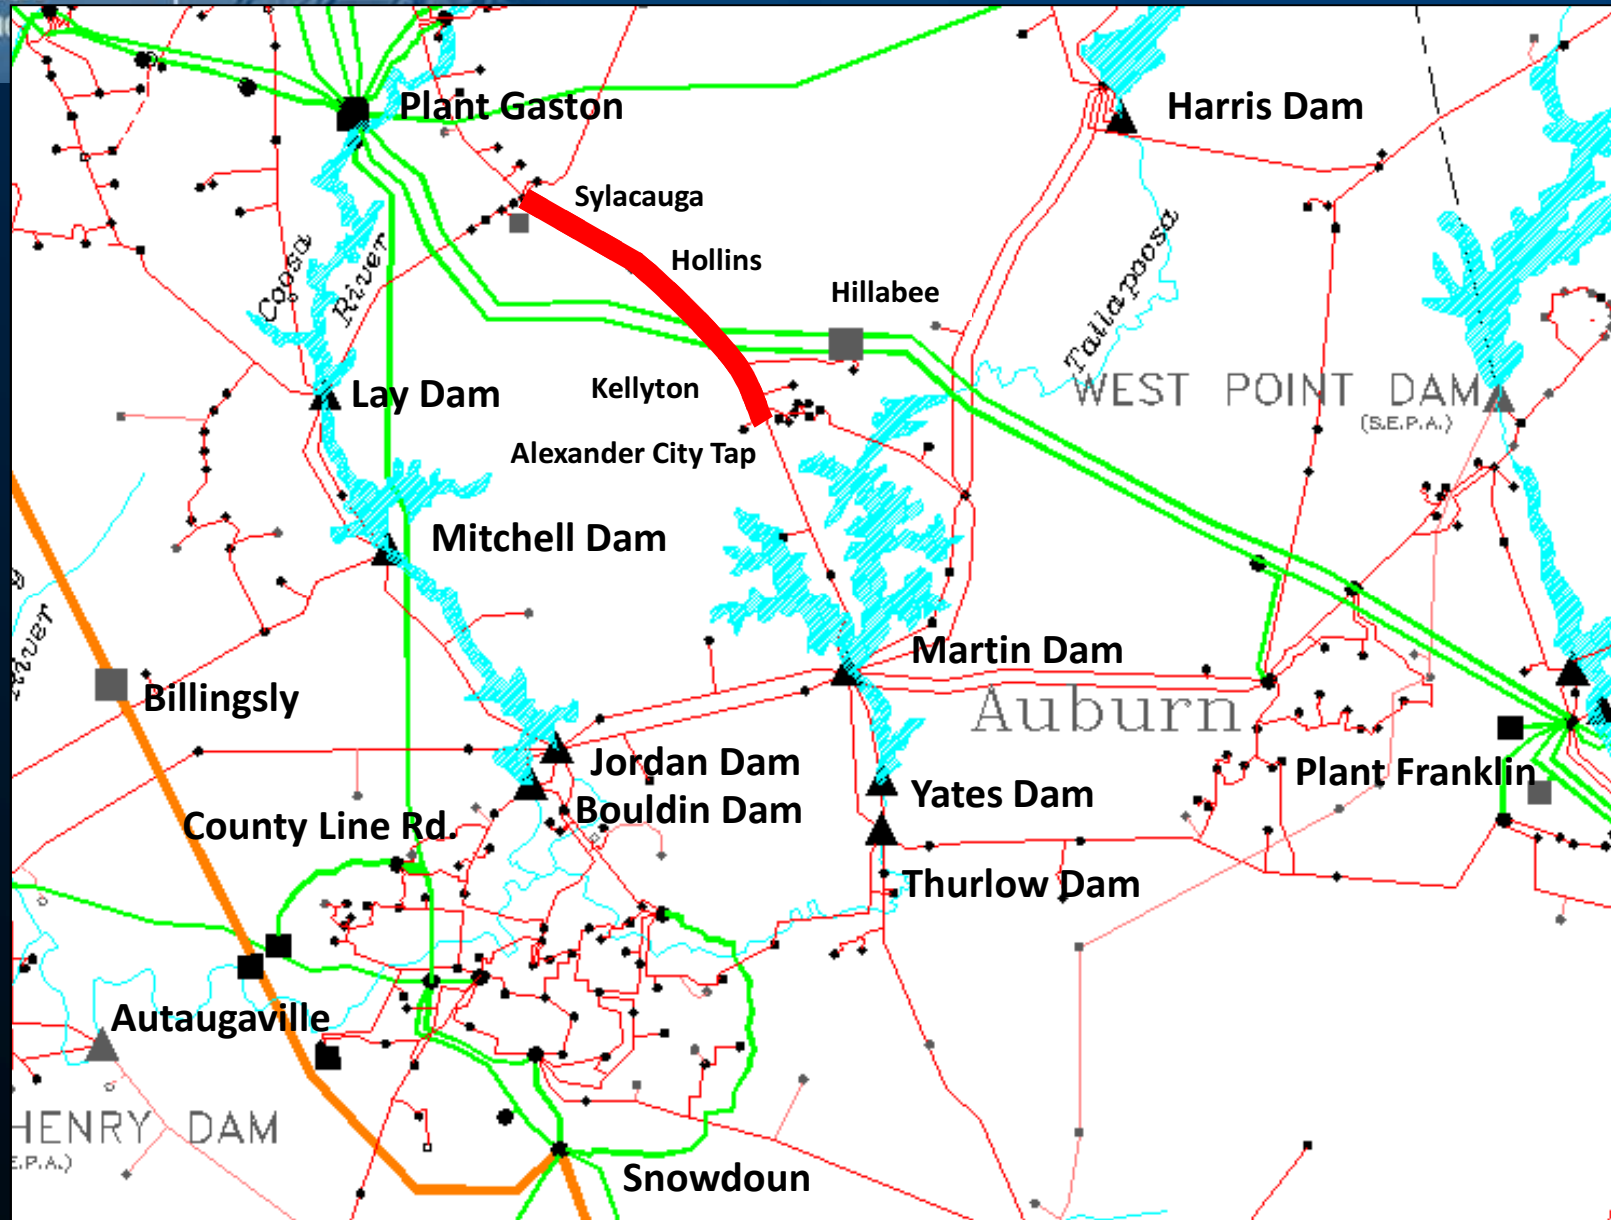 Plant Gaston
Harris Dam
Sylacauga
Hollins
Hillabee
Coosa
River
Tallapoosa
Lay Dam
Kellyton
WEST POINT DAM
(S.E.P.A.)
Alexander City Tap
Mitchell Dam
River
Martin Dam
Billingsly
Auburn
Jordan Dam
Plant Franklin
Bouldin Dam
Yates Dam
County Line Rd.
Thurlow Dam
Autaugaville
HENRY DAM
E.P.A.)
Snowdoun